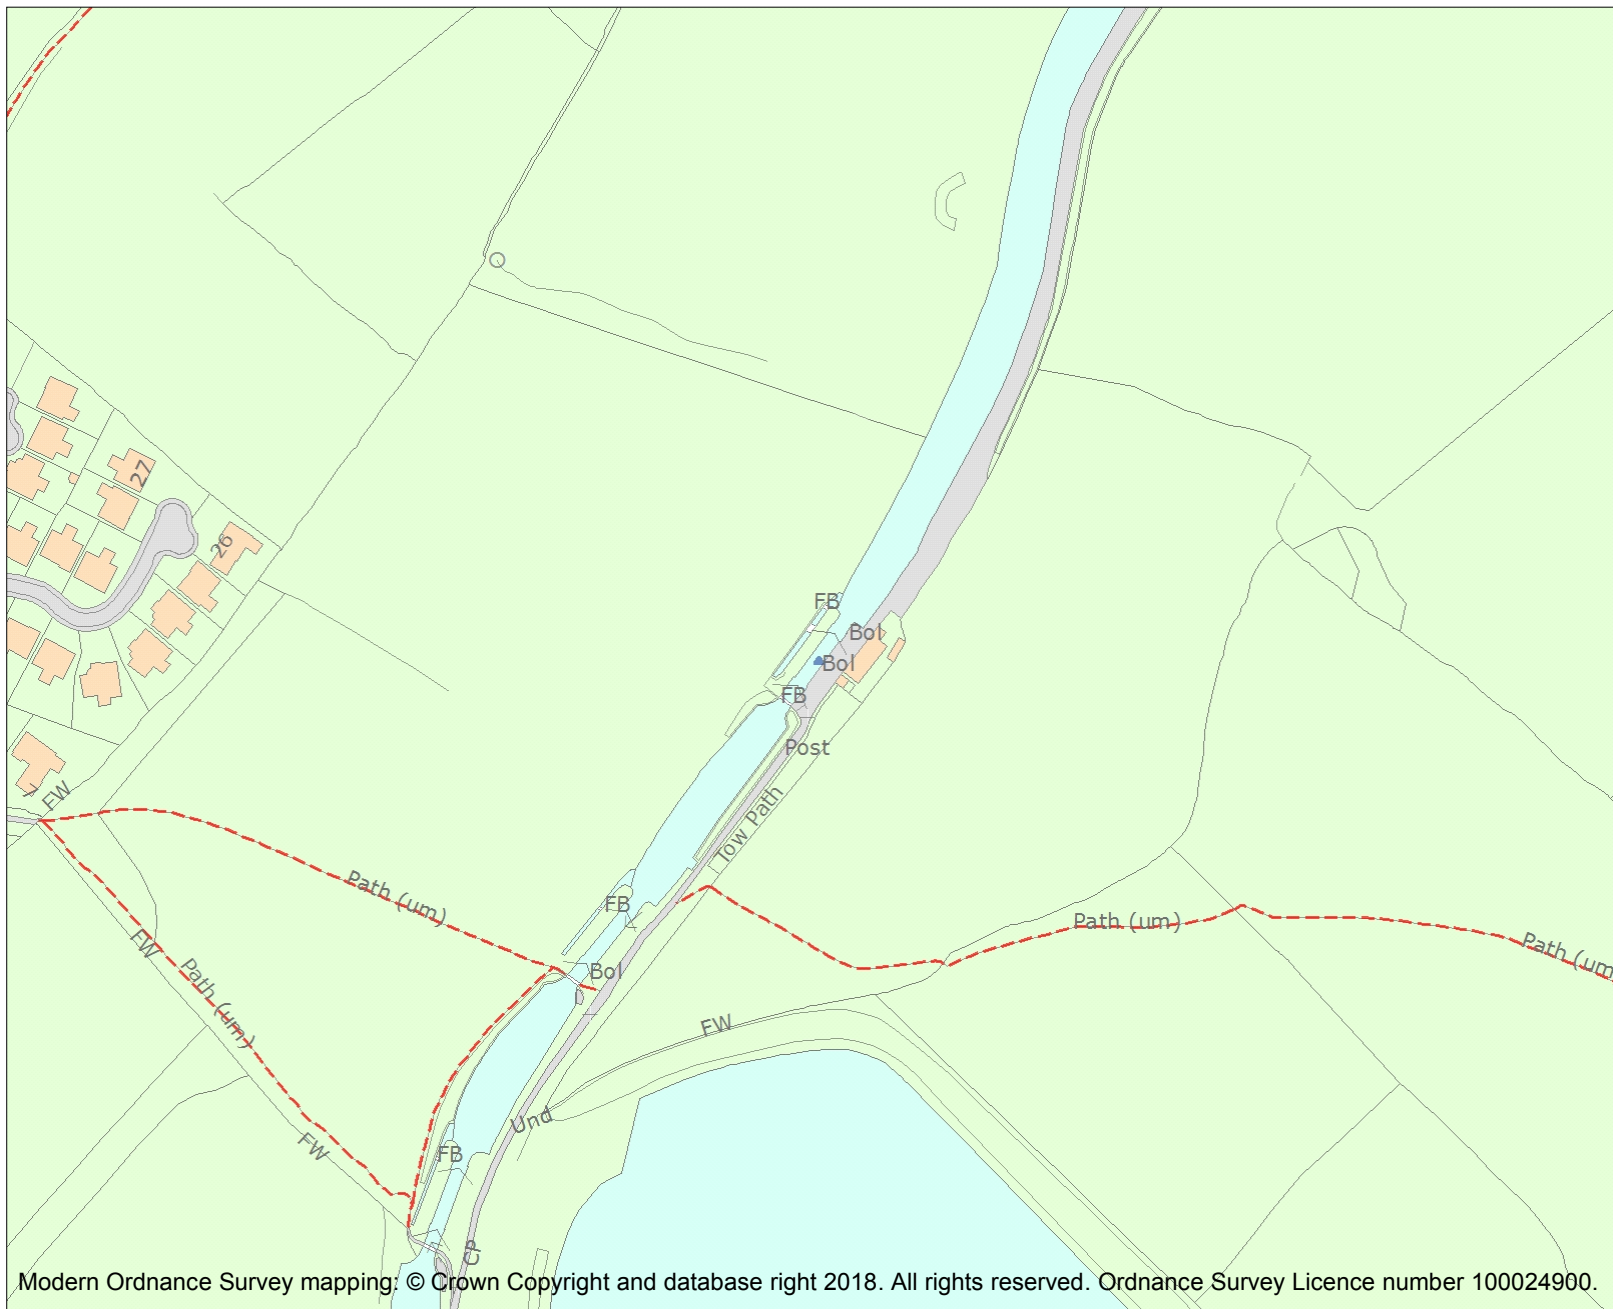 27
26
FB
Bol
Bol
FB
Post
7
FW
Tow Path
Path (um)
FB
Path (um)
FW
Path (um)
Path (um
Bol
FW
Und
FW
FB
CP
Modern Ordnance Survey mapping: © Crown Copyright and database right 2018. All rights reserved. Ordnance Survey Licence number 100024900.